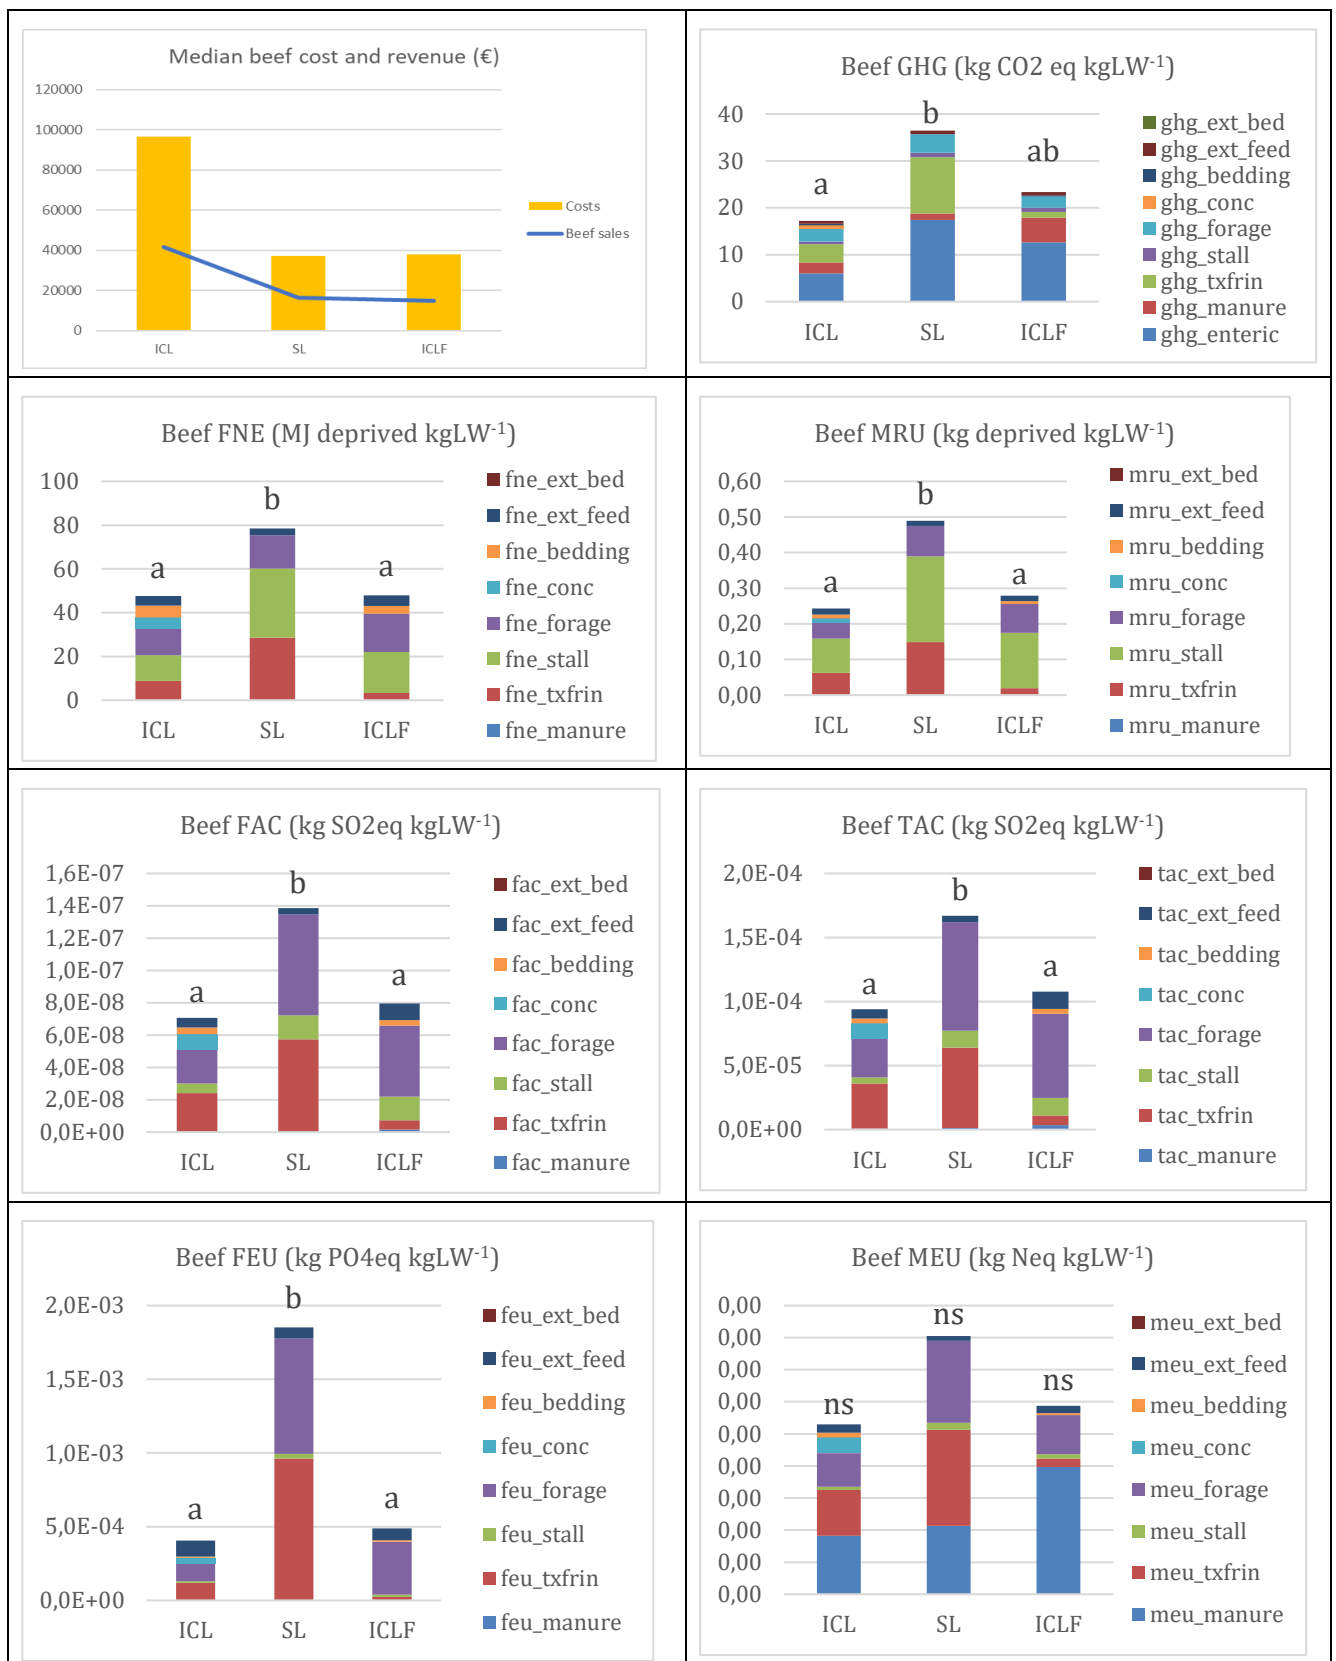 Median beef cost and revenue (€)
120000
100000
80000
60000
40000
20000
0
ICL SL ICLF
Costs
Beef sales
Beef GHG (kg CO2 eq kgLW-1)
40
30
20
10
0
a b ab
ICL SL ICLF
ghg_ext_bed
ghg_ext_feed
ghg_bedding
ghg_conc
ghg_forage
ghg_stall
ghg_txfrin
ghg_manure
ghg_enteric
Beef FNE (MJ deprived kgLW-1)
100
80
60
40
20
0
a b a
ICL SL ICLF
fne_ext_bed
fne_ext_feed
fne_bedding
fne_conc
fne_forage
fne_stall
fne_txfrin
fne_manure
Beef MRU (kg deprived kgLW-1)
0,60
0,50
0,40
0,30
0,20
0,10
0,00
a b a
ICL SL ICLF
mru_ext_bed
mru_ext_feed
mru_bedding
mru_conc
mru_forage
mru_stall
mru_txfrin
mru_manure
Beef FAC (kg SO2eq kgLW-1)
1,6E-07
1,4E-07
1,2E-07
1,0E-07
8,0E-08
6,0E-08
4,0E-08
2,0E-08
0,0E+00
a b a
ICL SL ICLF
fac_ext_bed
fac_ext_feed
fac_bedding
fac_conc
fac_forage
fac_stall
fac_txfrin
fac_manure
Beef TAC (kg SO2eq kgLW-1)
2,0E-04
1,5E-04
1,0E-04
5,0E-05
0,0E+00
a b a
ICL SL ICLF
tac_ext_bed
tac_ext_feed
tac_bedding
tac_conc
tac_forage
tac_stall
tac_txfrin
tac_manure
Beef FEU (kg PO4eq kgLW-1)
2,0E-03
1,5E-03
1,0E-03
5,0E-04
0,0E+00
a b a
ICL SL ICLF
feu_ext_bed
feu_ext_feed
feu_bedding
feu_conc
feu_forage
feu_stall
feu_txfrin
feu_manure
Beef MEU (kg Neq kgLW-1)
0,00
0,00
0,00
0,00
0,00
0,00
0,00
0,00
0,00
0,00
ns ns ns
ICL SL ICLF
meu_ext_bed
meu_ext_feed
meu_bedding
meu_conc
meu_forage
meu_stall
meu_txfrin
meu_manure